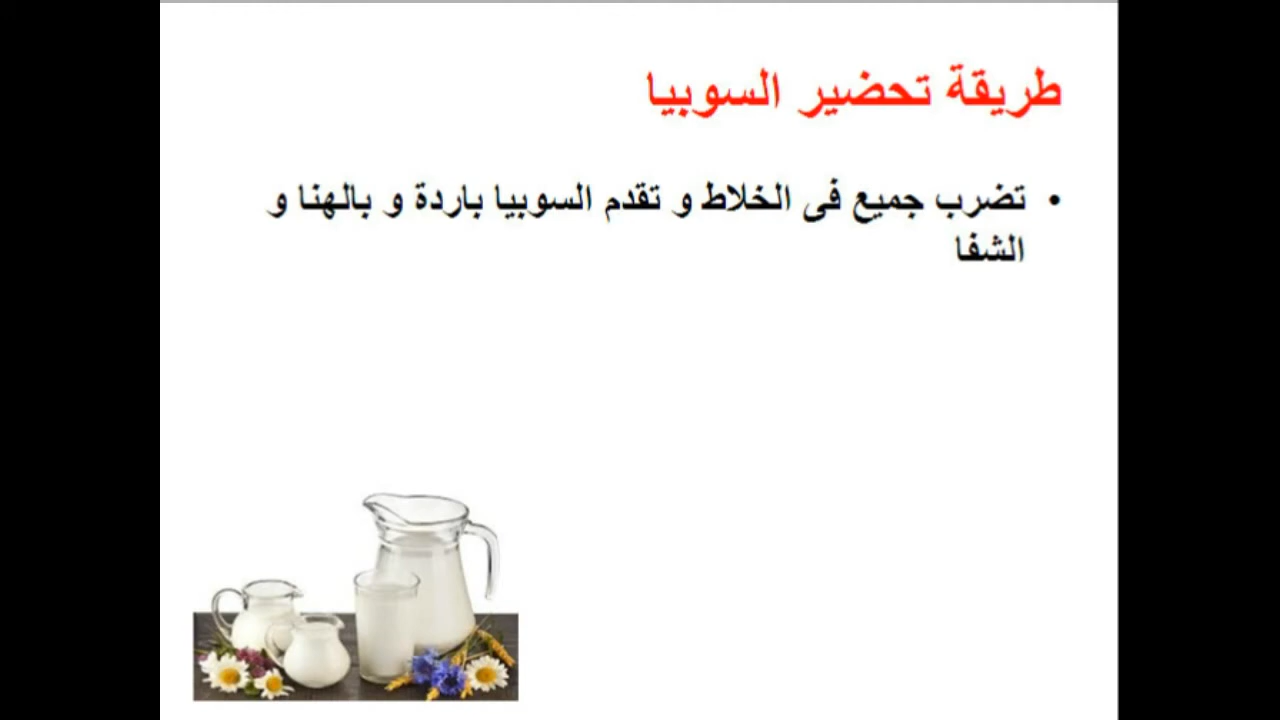 طريقة تحضير السوبيا
• تضرب جميع فى الخلاط و تقدم السوبيا باردة و بالهنا و
الشفا